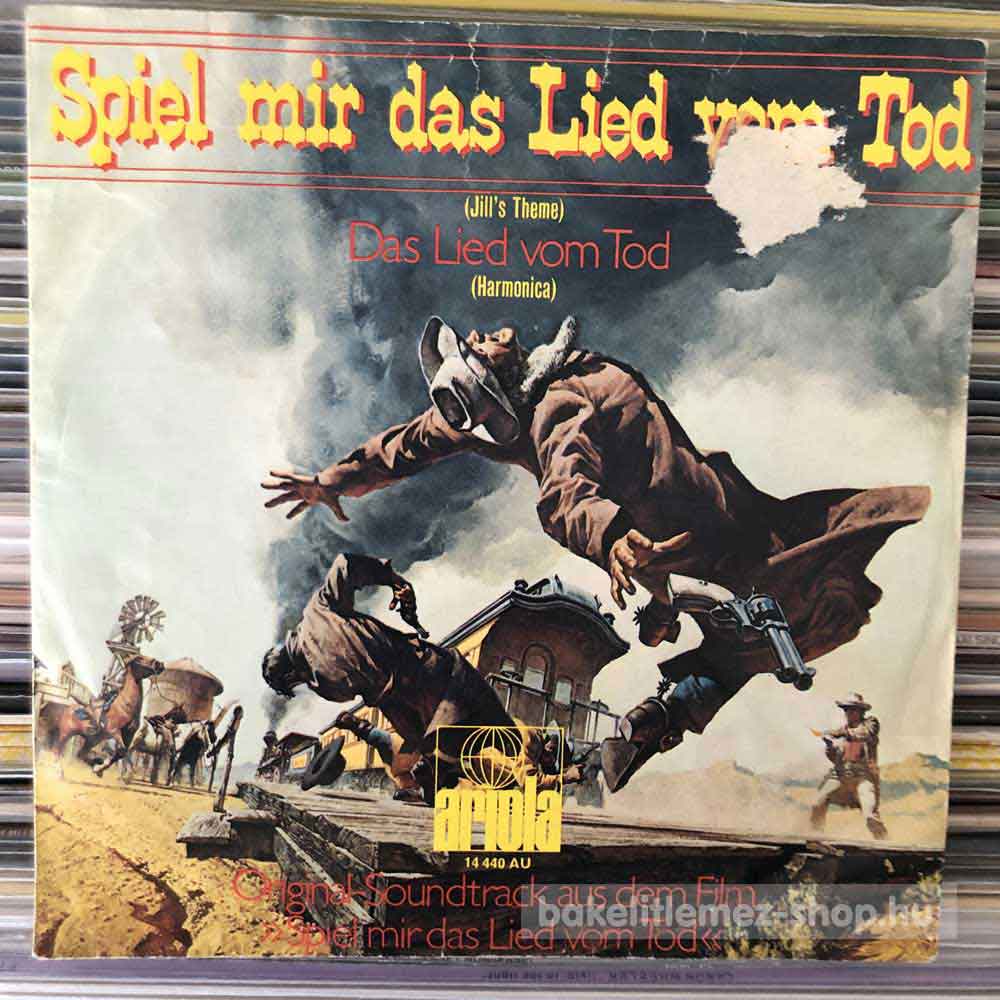 Spiel mir das Lied vom Tod
(Jill's Theme)
Das Lied vom Tod
(Harmonica)
ariola
14 440 AU
Original-Soundtrack aus dem Film
»Spiel mir das Lied vom Tod«
bakelitlemez-shop.hu